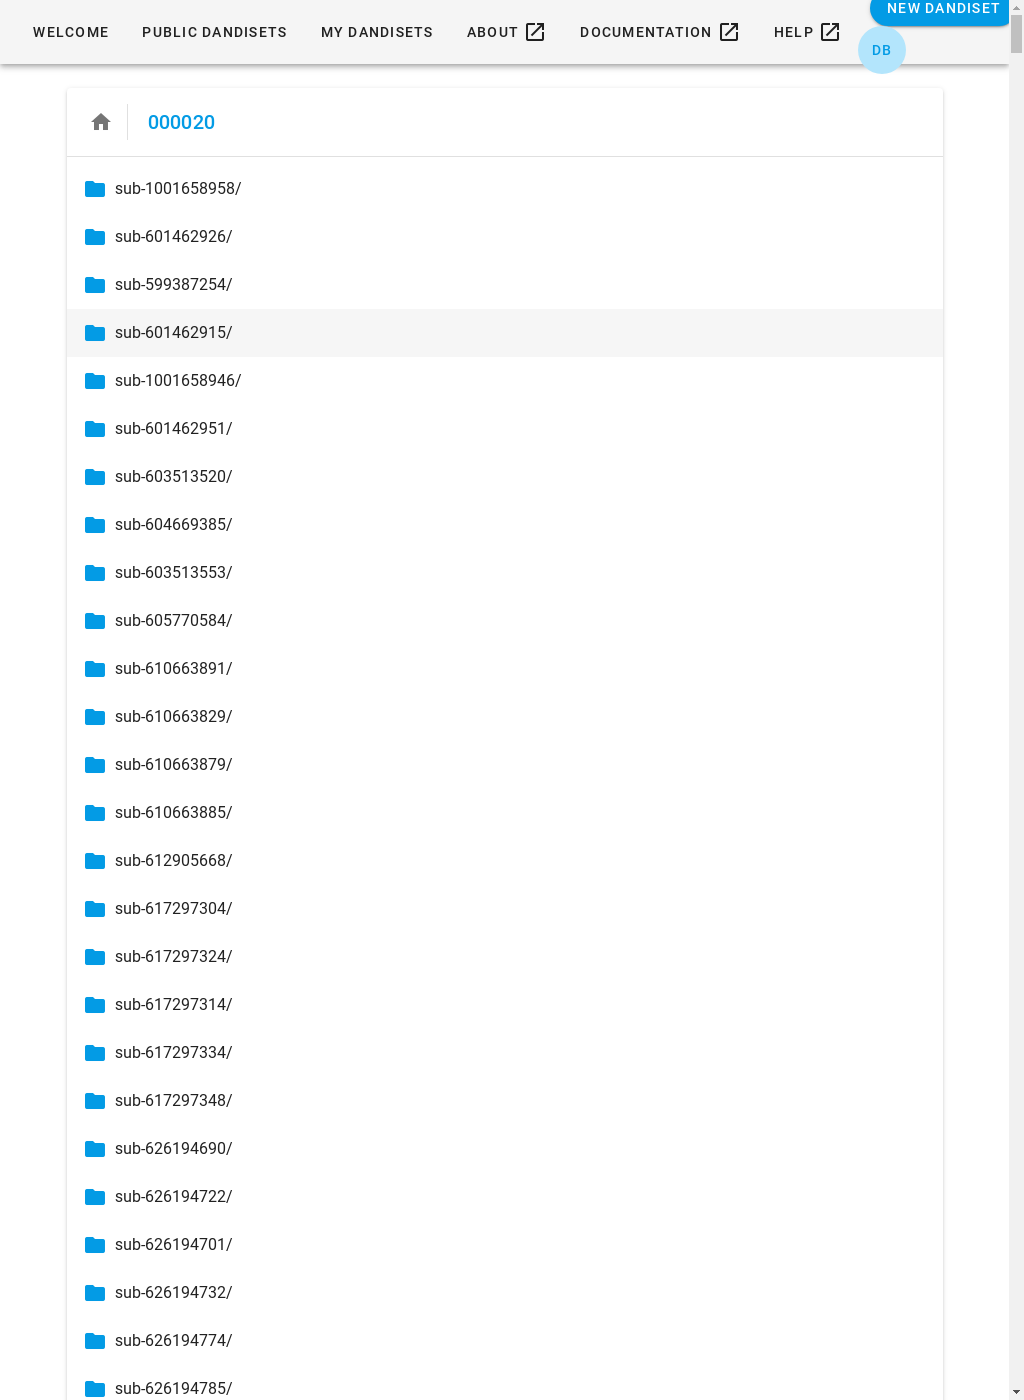 WELCOME PUBLIC DANDISETS MY DANDISETS ABOUT DOCUMENTATION HELP NEW DANDISET
DB
000020
sub-1001658958/
sub-601462926/
sub-599387254/
sub-601462915/
sub-1001658946/
sub-601462951/
sub-603513520/
sub-604669385/
sub-603513553/
sub-605770584/
sub-610663891/
sub-610663829/
sub-610663879/
sub-610663885/
sub-612905668/
sub-617297304/
sub-617297324/
sub-617297314/
sub-617297334/
sub-617297348/
sub-626194690/
sub-626194722/
sub-626194701/
sub-626194732/
sub-626194774/
sub-626194785/